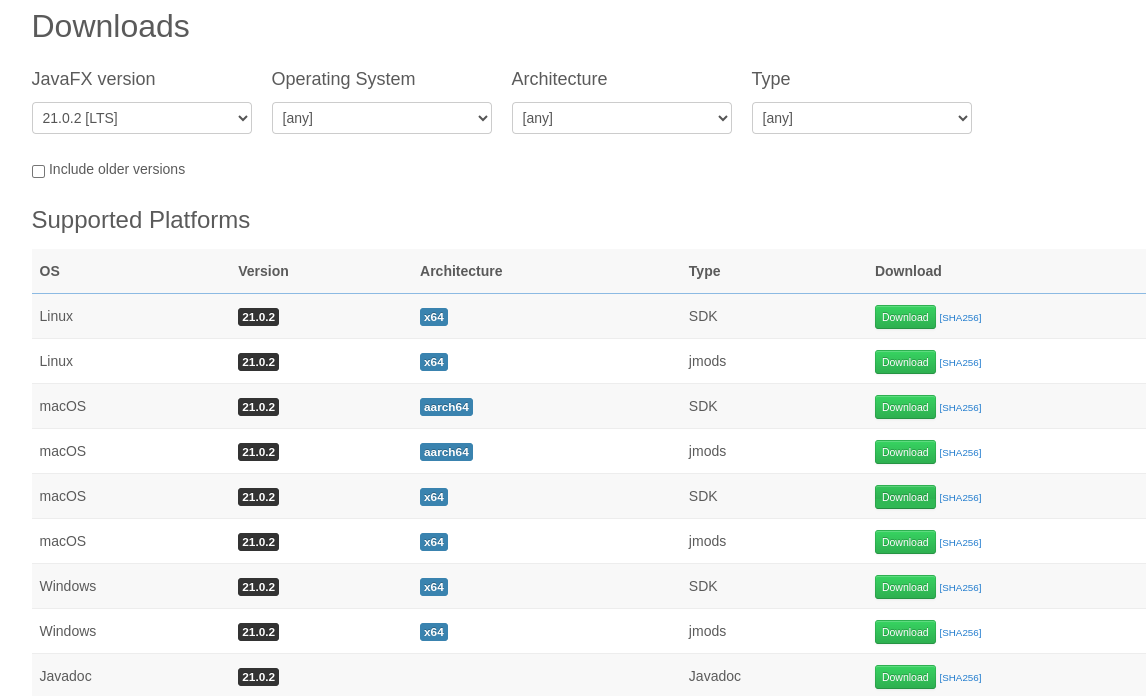 Downloads
JavaFX version Operating System Architecture Type
21.0.2 [LTS] [any] [any] [any]
Include older versions
Supported Platforms
OS Version Architecture Type Download
Linux 21.0.2 x64 SDK Download [SHA256]
Linux 21.0.2 x64 jmods Download [SHA256]
macOS 21.0.2 aarch64 SDK Download [SHA256]
macOS 21.0.2 aarch64 jmods Download [SHA256]
macOS 21.0.2 x64 SDK Download [SHA256]
macOS 21.0.2 x64 jmods Download [SHA256]
Windows 21.0.2 x64 SDK Download [SHA256]
Windows 21.0.2 x64 jmods Download [SHA256]
Javadoc 21.0.2 Javadoc Download [SHA256]